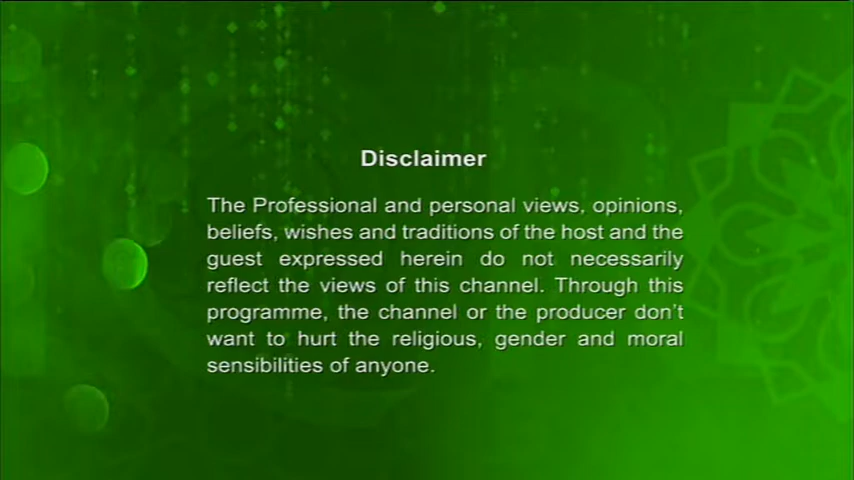 Disclaimer
The Professional and personal views, opinions,
beliefs, wishes and traditions of the host and the
guest expressed herein do not necessarily
reflect the views of this channel. Through this
programme, the channel or the producer don't
want to hurt the religious, gender and moral
sensibilities of anyone.